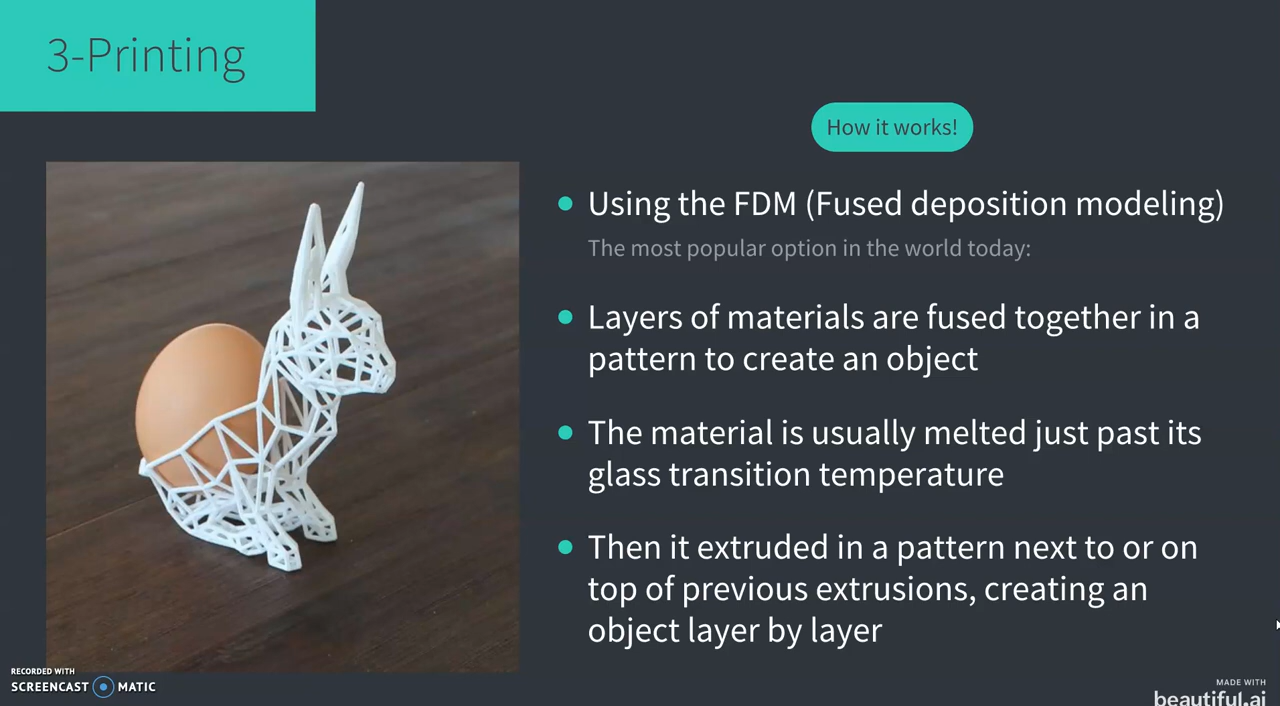 3-Printing
How it works!
Using the FDM (Fused deposition modeling)
The most popular option in the world today:
Layers of materials are fused together in a
pattern to create an object
The material is usually melted just past its
glass transition temperature
Then it extruded in a pattern next to or on
top of previous extrusions, creating an
object layer by layer
RECORDED WITH
SCREENCAST MATIC
MADE WITH
beautiful.ai